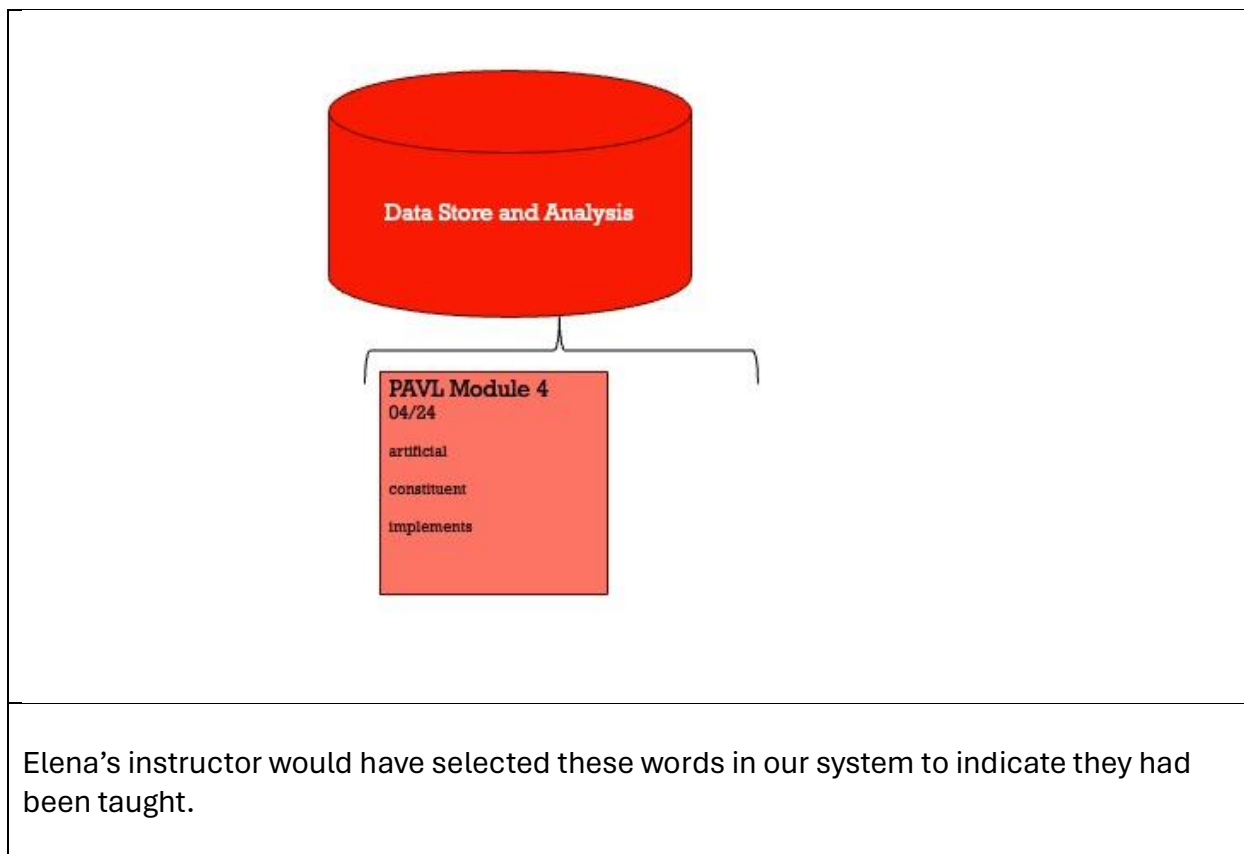 Data Store and Analysis
PAVL Module 4
04/24
artificial
constituent
implements
Elena’s instructor would have selected these words in our system to indicate they had
been taught.